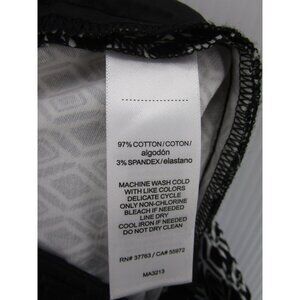 97% COTTON/COTON/
algodón
3% SPANDEX/elastano
MACHINE WASH COLD
WITH LIKE COLORS
DELICATE CYCLE
ONLY NON-CHLORINE
BLEACH IF NEEDED
LINE DRY
COOL IRON IF NEEDED
DO NOT DRY CLEAN
RN# 37763 / CA# 55972
MA3213